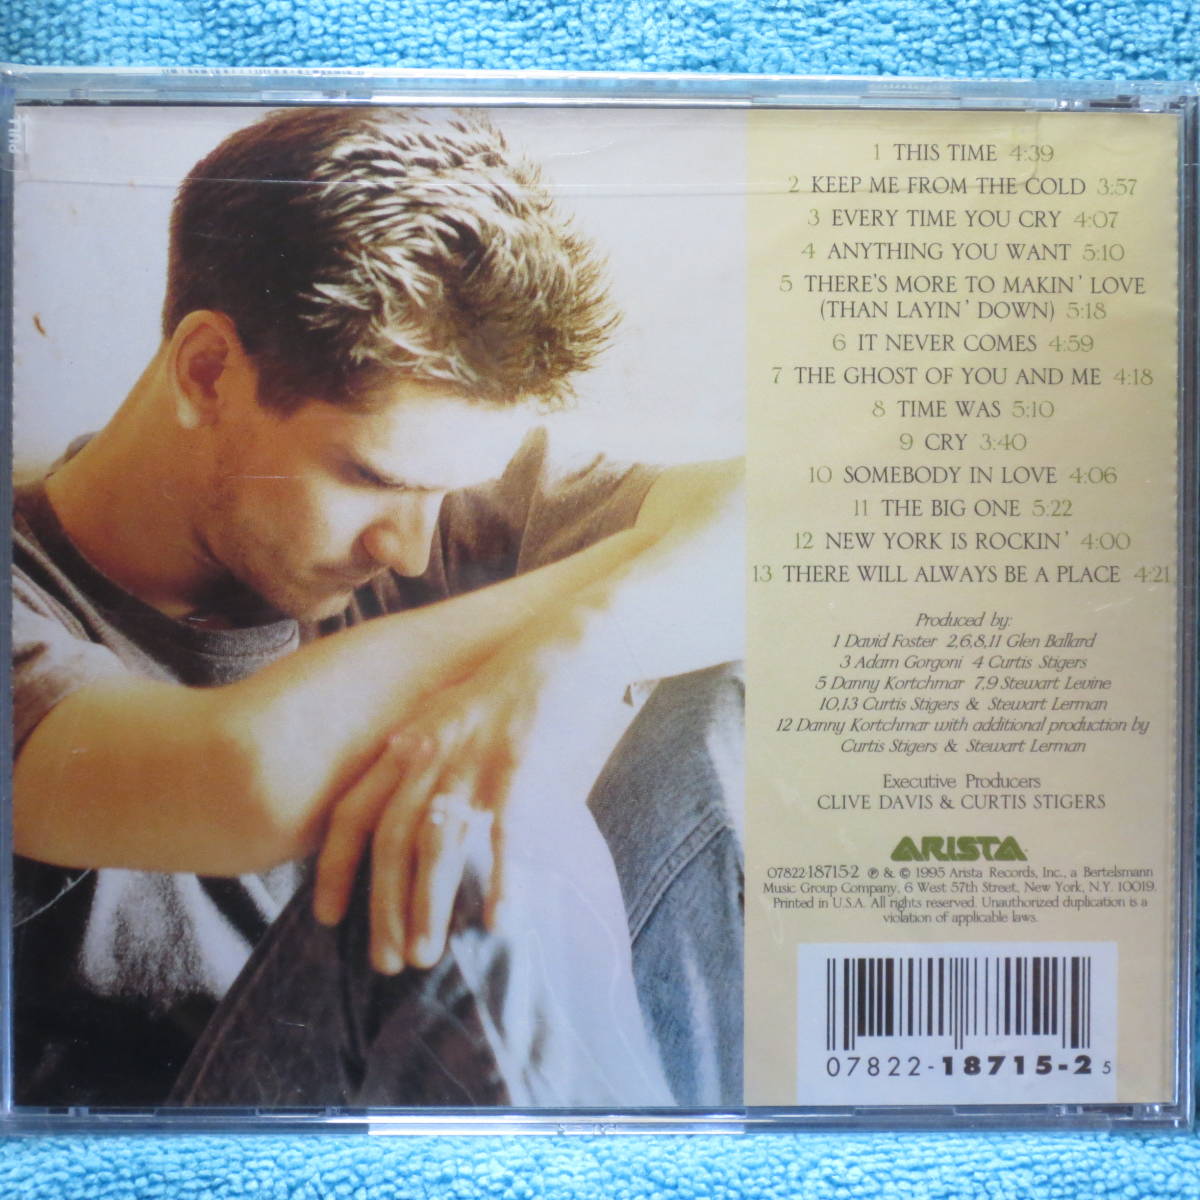 PULL
1 THIS TIME 4:39
2 KEEP ME FROM THE COLD 3:57
3 EVERY TIME YOU CRY 4:07
4 ANYTHING YOU WANT 5:10
5 THERE'S MORE TO MAKIN' LOVE
(THAN LAYIN' DOWN) 5:18
6 IT NEVER COMES 4:59
7 THE GHOST OF YOU AND ME 4:18
8 TIME WAS 5:10
9 CRY 3:40
10 SOMEBODY IN LOVE 4:06
11 THE BIG ONE 5:22
12 NEW YORK IS ROCKIN' 4:00
13 THERE WILL ALWAYS BE A PLACE 4:21
Produced by:
1 David Foster 2,6,8,11 Glen Ballard
3 Adam Gorgoni 4 Curtis Stigers
5 Danny Kortchmar 7,9 Stewart Levine
10,13 Curtis Stigers & Stewart Lerman
12 Danny Kortchmar with additional production by
Curtis Stigers & Stewart Lerman
Executive Producers
CLIVE DAVIS & CURTIS STIGERS
ARISTA
07822-18715-2 ℗ & © 1995 Arista Records, Inc., a Bertelsmann
Music Group Company, 6 West 57th Street, New York, N.Y. 10019.
Printed in U.S.A. All rights reserved. Unauthorized duplication is a
violation of applicable laws.
07822-18715-2 5